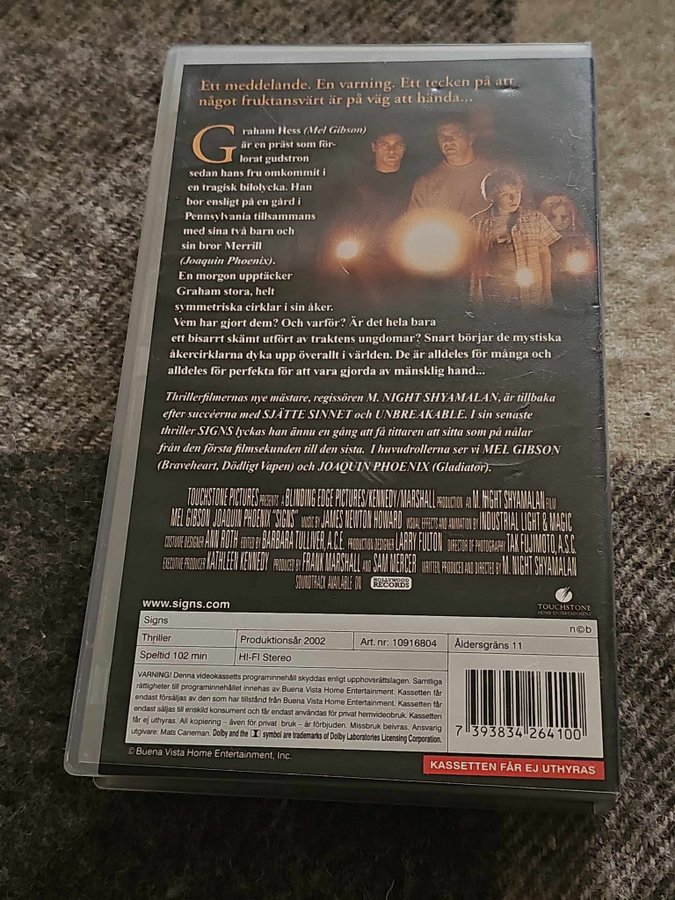 Ett meddelande. En varning. Ett tecken på att
något fruktansvärt är på väg att hända...
Graham Hess (Mel Gibson)
är en präst som för-
lorat gudstron
sedan hans fru omkommit i
en tragisk bilolycka. Han
bor ensligt på en gård i
Pennsylvania tillsammans
med sina två barn och
sin bror Merrill
(Joaquin Phoenix).
En morgon upptäcker
Graham stora, helt
symmetriska cirklar i sin åker.
Vem har gjort dem? Och varför? Är det hela bara
ett bisarrt skämt utfört av traktens ungdomar? Snart börjar de mystiska
åkercirklarna dyka upp överallt i världen. De är alldeles för många och
alldeles för perfekta för att vara gjorda av mänsklig hand...
Thrillerfilmernas nye mästare, regissören M. NIGHT SHYAMALAN, är tillbaka
efter succéerna med SJÄTTE SINNET och UNBREAKABLE. I sin senaste
thriller SIGNS lyckas han ännu en gång att få tittaren att sitta som på nålar
från den första filmsekunden till den sista. I huvudrollerna ser vi MEL GIBSON
(Braveheart, Dödligt Vapen) och JOAQUIN PHOENIX (Gladiator).
TOUCHSTONE PICTURES PRESENTS A BLINDING EDGE PICTURES/KENNEDY/MARSHALL PRODUCTION AN M. NIGHT SHYAMALAN FILM
MEL GIBSON JOAQUIN PHOENIX "SIGNS" MUSIC BY JAMES NEWTON HOWARD VISUAL EFFECTS AND ANIMATION BY INDUSTRIAL LIGHT & MAGIC
COSTUME DESIGNER ANN ROTH EDITED BY BARBARA TULLIVER, A.C.E. PRODUCTION DESIGNER LARRY FULTON DIRECTOR OF PHOTOGRAPHY TAK FUJIMOTO, A.S.C.
EXECUTIVE PRODUCER KATHLEEN KENNEDY PRODUCED BY FRANK MARSHALL AND SAM MERCER WRITTEN, PRODUCED AND DIRECTED BY M. NIGHT SHYAMALAN
SOUNDTRACK AVAILABLE ON HOLLYWOOD RECORDS
www.signs.com
TOUCHSTONE
HOME ENTERTAINMENT
Signs n©b
Thriller Produktionsår 2002 Art. nr: 10916804 Åldersgräns 11
Speltid 102 min HI-FI Stereo
VARNING! Denna videokassetts programinnehåll skyddas enligt upphovsrättslagen. Samtliga
rättigheter till programinnehållet innehas av Buena Vista Home Entertainment. Kassetten får
endast försäljas av den som har tillstånd från Buena Vista Home Entertainment. Kassetten får
endast säljas till enskild konsument och får endast användas för privat hemvideobruk. Kassetten
får ej uthyras. All kopiering – även för privat bruk – är förbjuden. Missbruk beivras. Ansvarig
utgivare: Mats Caneman. Dolby and the symbol are trademarks of Dolby Laboratories Licensing Corporation.
7 393834 264100
© Buena Vista Home Entertainment, Inc.
KASSETTEN FÅR EJ UTHYRAS